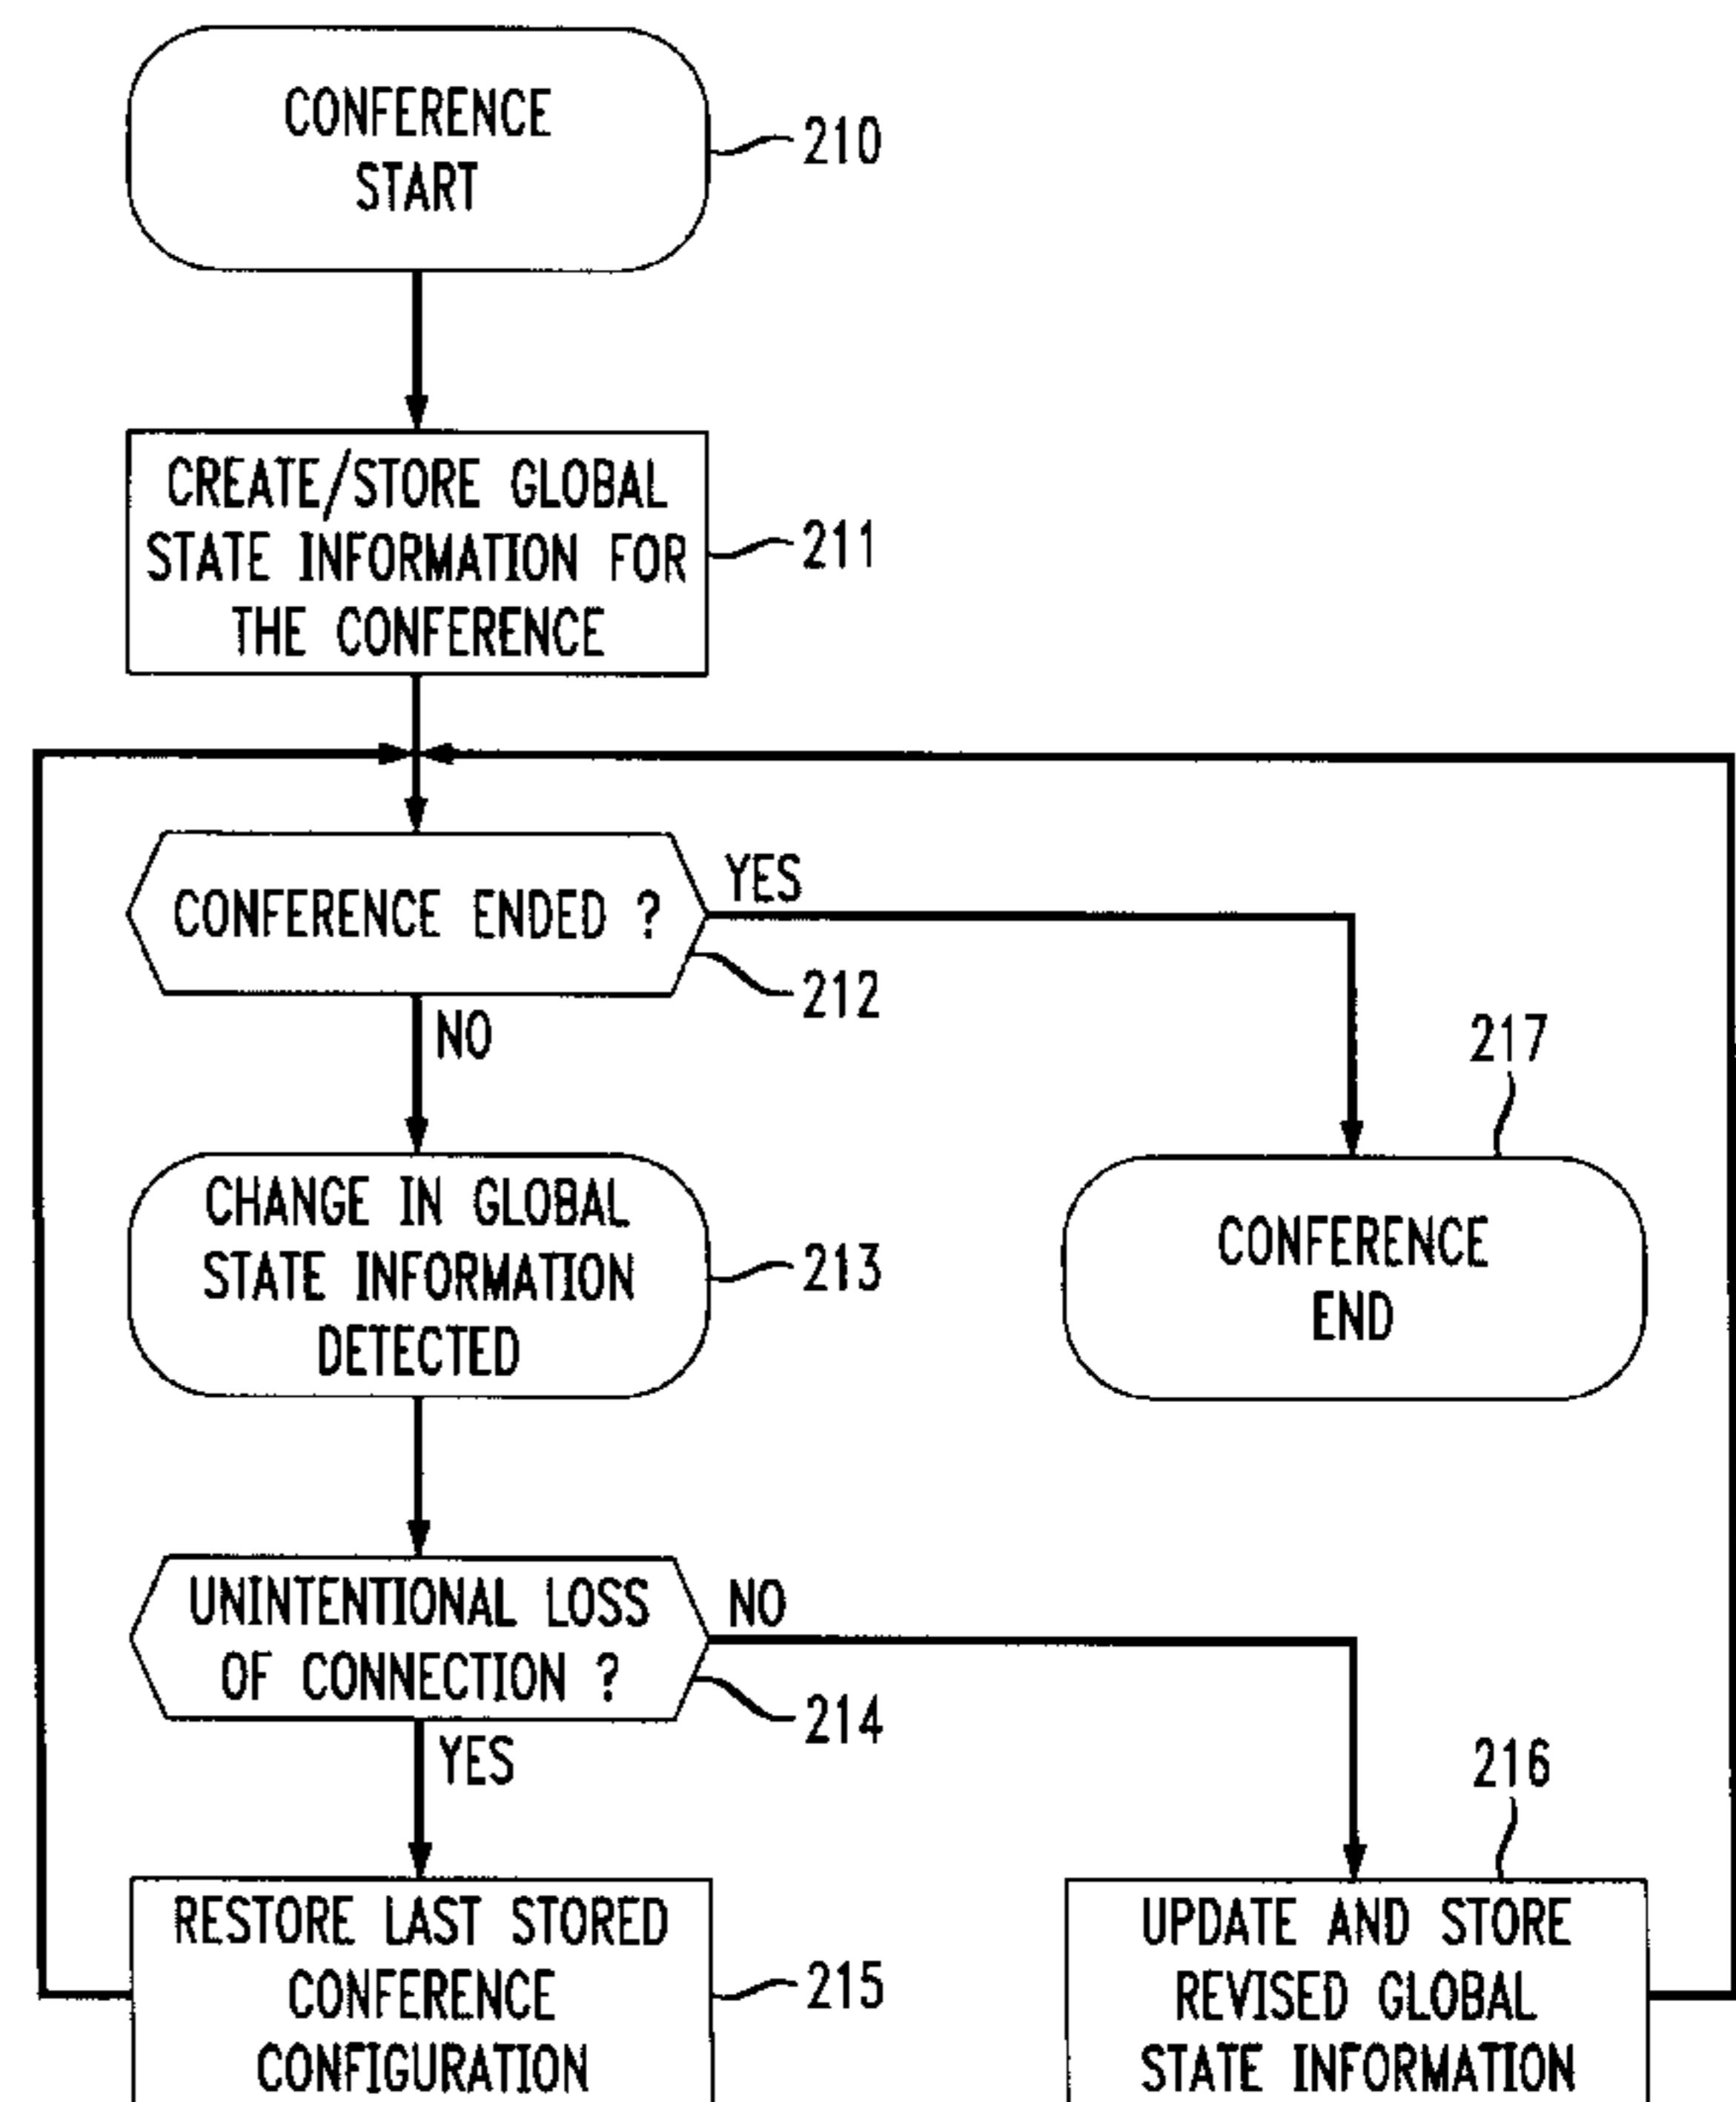 CONFERENCE
START
210
CREATE/STORE GLOBAL
STATE INFORMATION FOR
THE CONFERENCE
211
CONFERENCE ENDED ?
YES
212
NO
217
CHANGE IN GLOBAL
STATE INFORMATION
DETECTED
213
CONFERENCE
END
UNINTENTIONAL LOSS
OF CONNECTION ?
NO
214
YES
216
RESTORE LAST STORED
CONFERENCE
CONFIGURATION
215
UPDATE AND STORE
REVISED GLOBAL
STATE INFORMATION